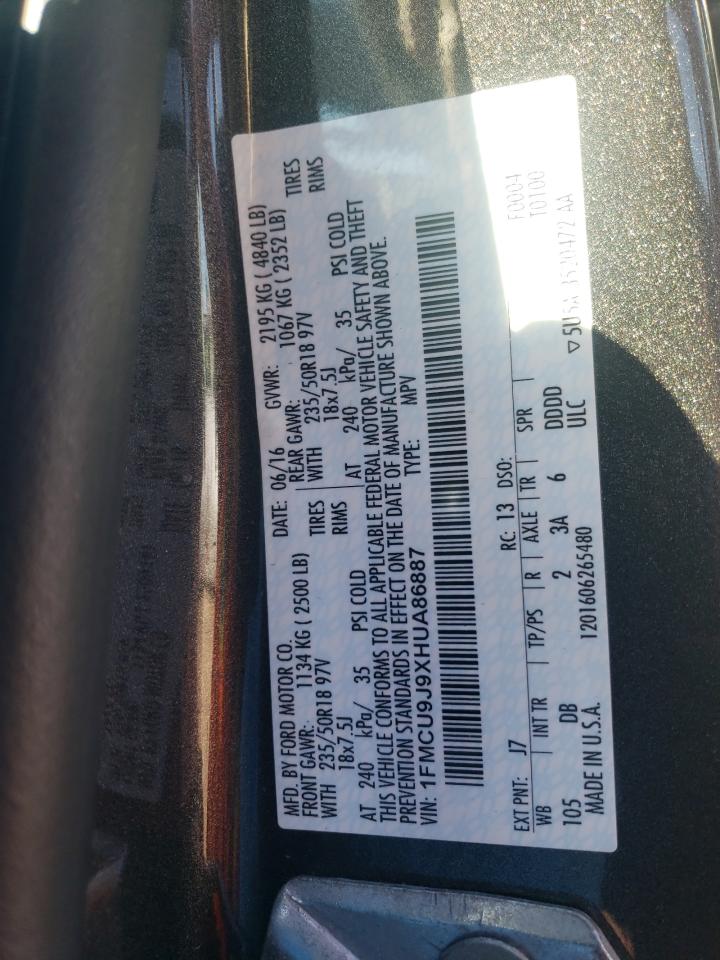 MFD. BY FORD MOTOR CO.
DATE: 06/16 GVWR: 2195 KG ( 4840 LB)
FRONT GAWR: 1134 KG ( 2500 LB) REAR GAWR: 1067 KG ( 2352 LB)
WITH 235/50R18 97V TIRES WITH 235/50R18 97V TIRES
18x7.5J RIMS 18x7.5J RIMS
AT 240 kPa/ 35 PSI COLD AT 240 kPa/ 35 PSI COLD
THIS VEHICLE CONFORMS TO ALL APPLICABLE FEDERAL MOTOR VEHICLE SAFETY AND THEFT
PREVENTION STANDARDS IN EFFECT ON THE DATE OF MANUFACTURE SHOWN ABOVE.
VIN: 1FMCU9J9XHUA86887 TYPE: MPV
F0004
EXT PNT: J7 RC: 13 DSO: T0100
WB INT TR TP/PS R AXLE TR SPR
105 DB 2 3A 6 DDDD
ULC
MADE IN U.S.A. 1201606265480